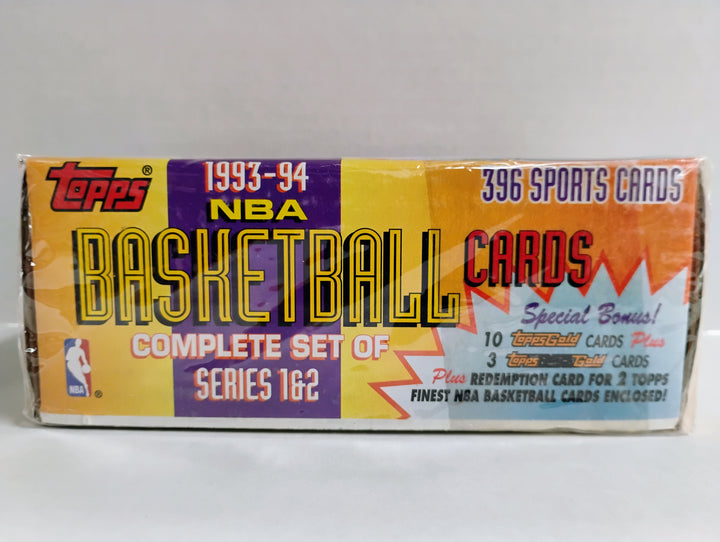 TOPPS®
1993-94
NBA
BASKETBALL
CARDS
COMPLETE SET OF
SERIES 1&2
NBA ®
396 SPORTS CARDS
Special Bonus!
10 ToppsGold CARDS Plus
3 Topps Gold CARDS
Plus REDEMPTION CARD FOR 2 TOPPS
FINEST NBA BASKETBALL CARDS ENCLOSED!